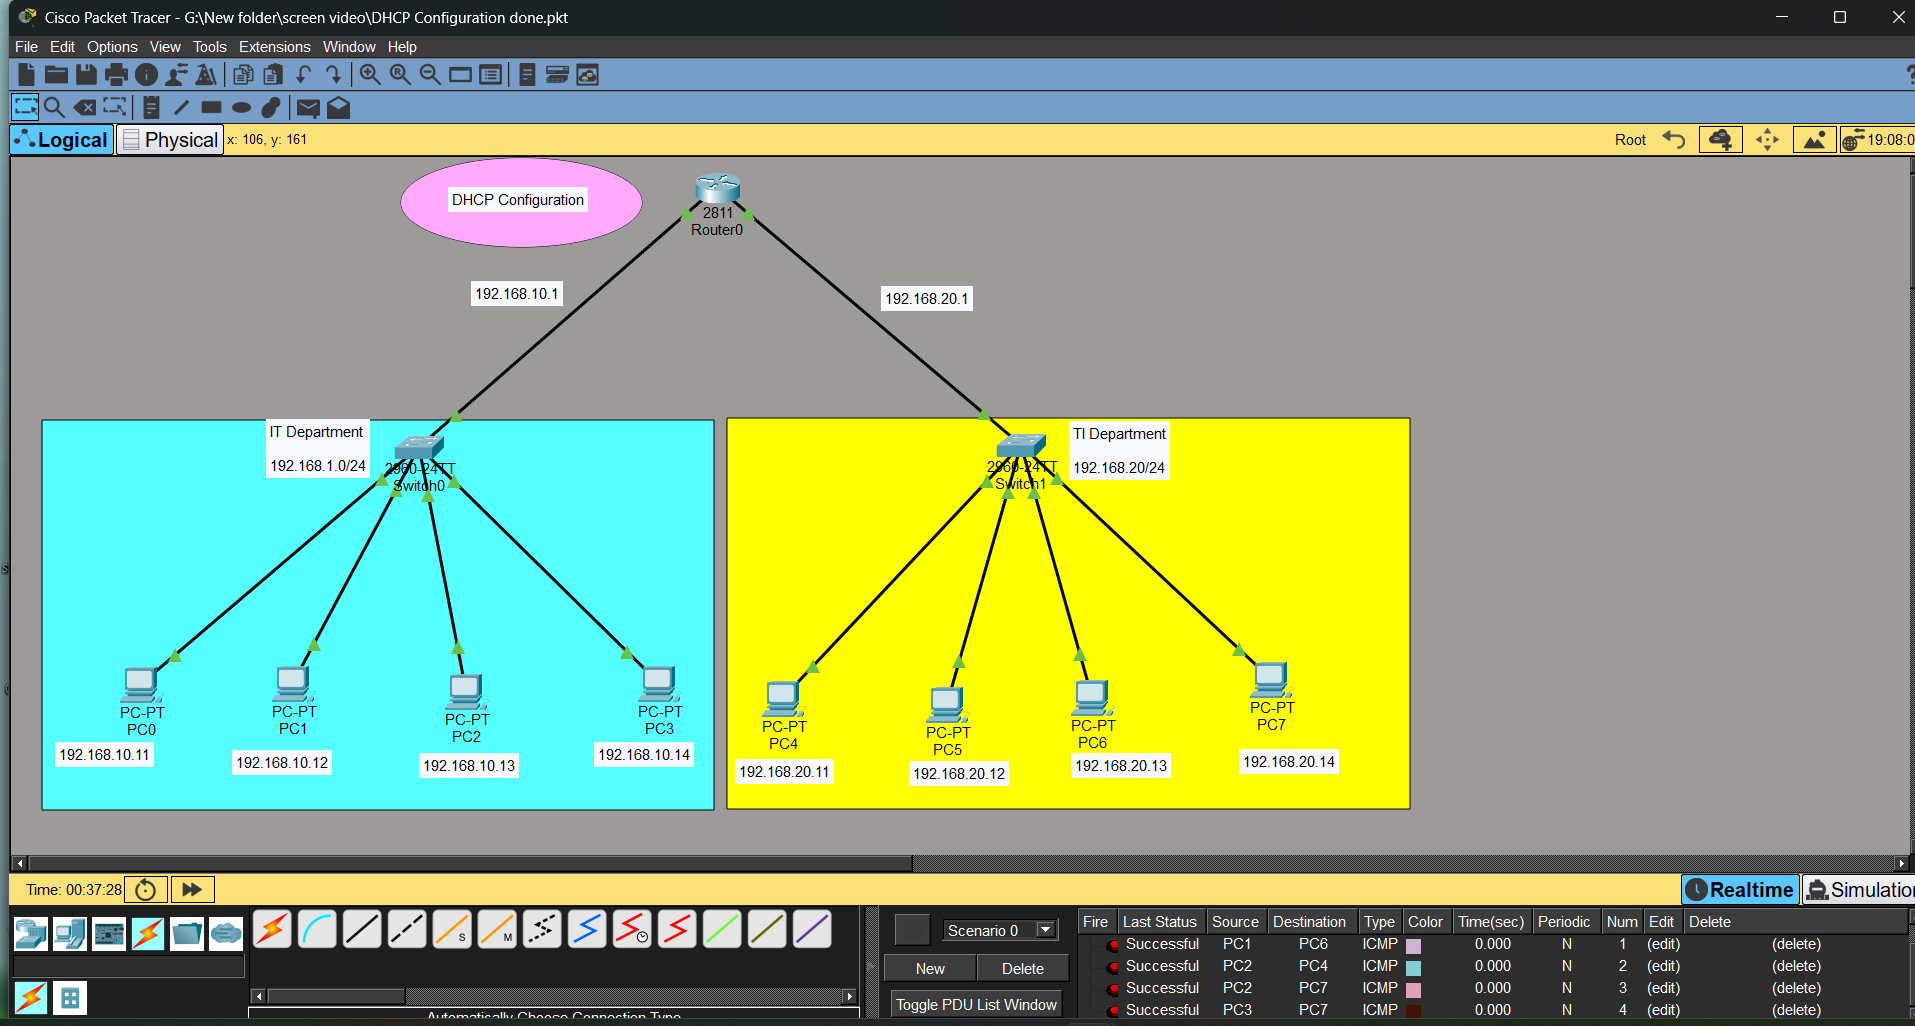 Cisco Packet Tracer - G:\New folder\screen video\DHCP Configuration done.pkt
File Edit Options View Tools Extensions Window Help
Logical Physical x: 106, y: 161 Root 19:08:0
DHCP Configuration
2811
Router0
192.168.10.1
192.168.20.1
IT Department
192.168.1.0/24
2960-24TT
Switch0
TI Department
192.168.20/24
2960-24TT
Switch1
PC-PT
PC0
192.168.10.11
PC-PT
PC1
192.168.10.12
PC-PT
PC2
192.168.10.13
PC-PT
PC3
192.168.10.14
PC-PT
PC4
192.168.20.11
PC-PT
PC5
192.168.20.12
PC-PT
PC6
192.168.20.13
PC-PT
PC7
192.168.20.14
Time: 00:37:28 Realtime Simulation
S M
Automatically Choose Connection Type
Scenario 0
New Delete
Toggle PDU List Window
Fire Last Status Source Destination Type Color Time(sec) Periodic Num Edit Delete
Successful PC1 PC6 ICMP 0.000 N 1 (edit) (delete)
Successful PC2 PC4 ICMP 0.000 N 2 (edit) (delete)
Successful PC2 PC7 ICMP 0.000 N 3 (edit) (delete)
Successful PC3 PC7 ICMP 0.000 N 4 (edit) (delete)